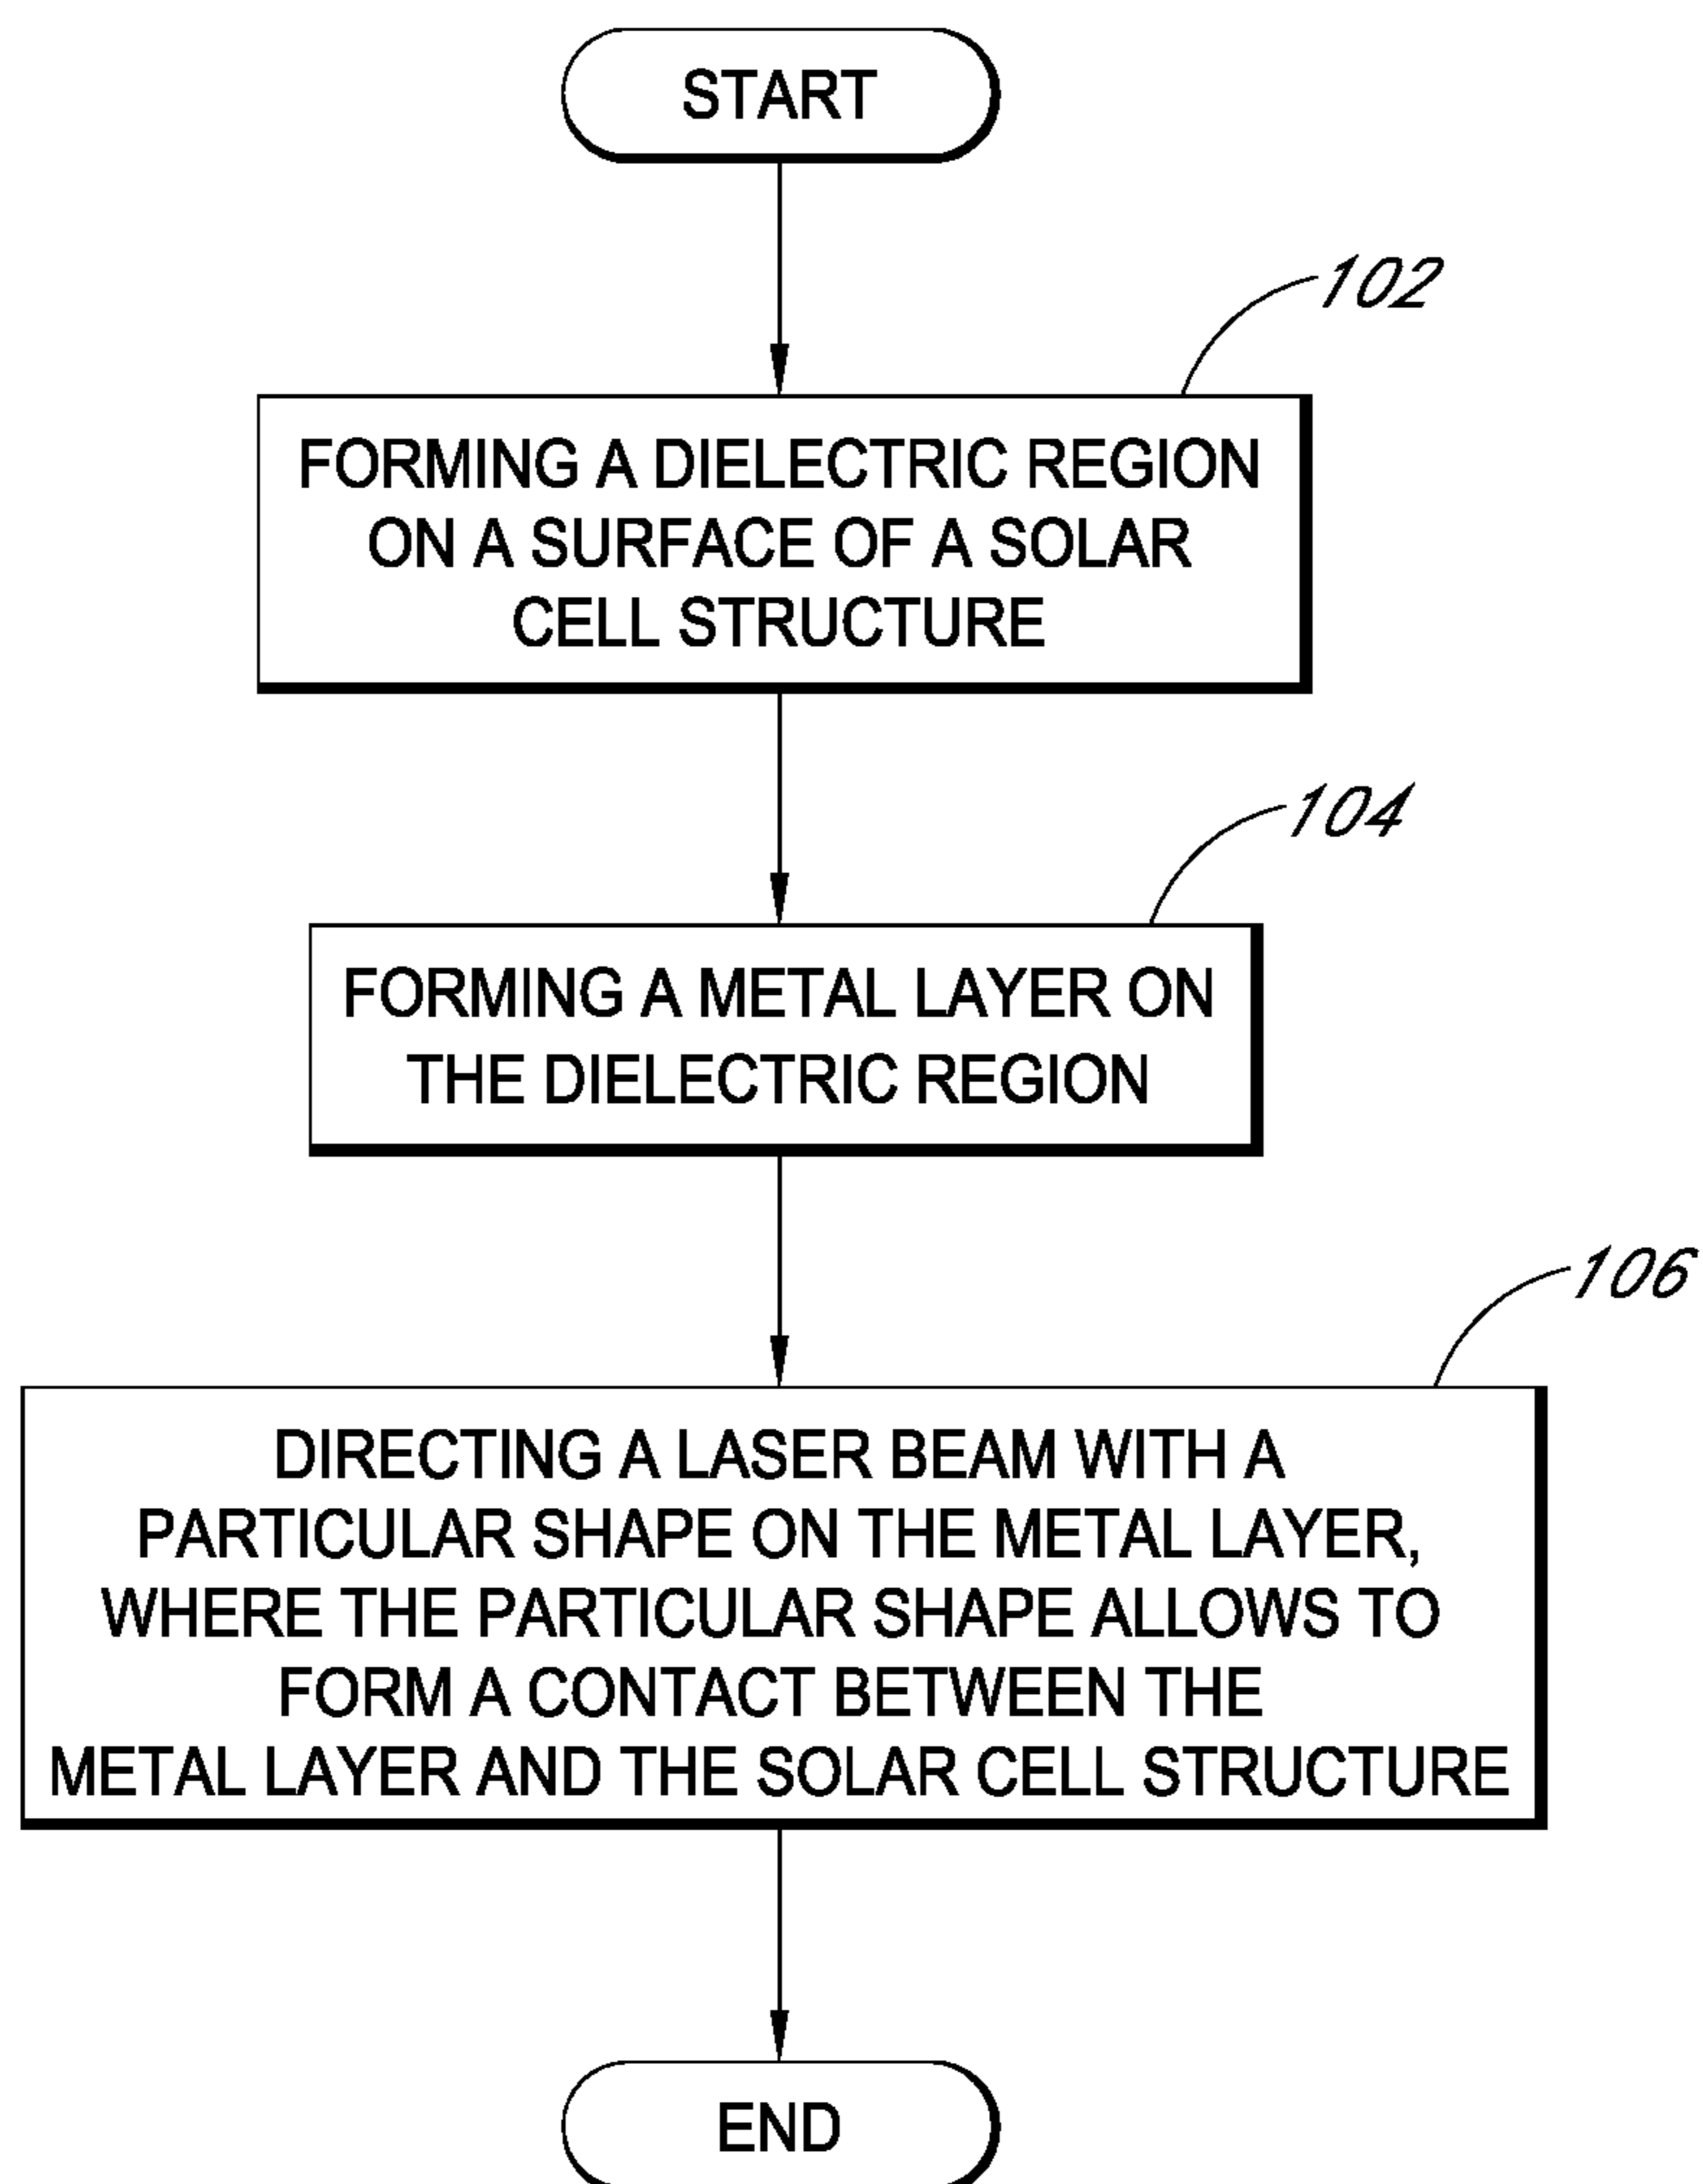 START
102
FORMING A DIELECTRIC REGION
ON A SURFACE OF A SOLAR
CELL STRUCTURE
104
FORMING A METAL LAYER ON
THE DIELECTRIC REGION
106
DIRECTING A LASER BEAM WITH A
PARTICULAR SHAPE ON THE METAL LAYER,
WHERE THE PARTICULAR SHAPE ALLOWS TO
FORM A CONTACT BETWEEN THE
METAL LAYER AND THE SOLAR CELL STRUCTURE
END